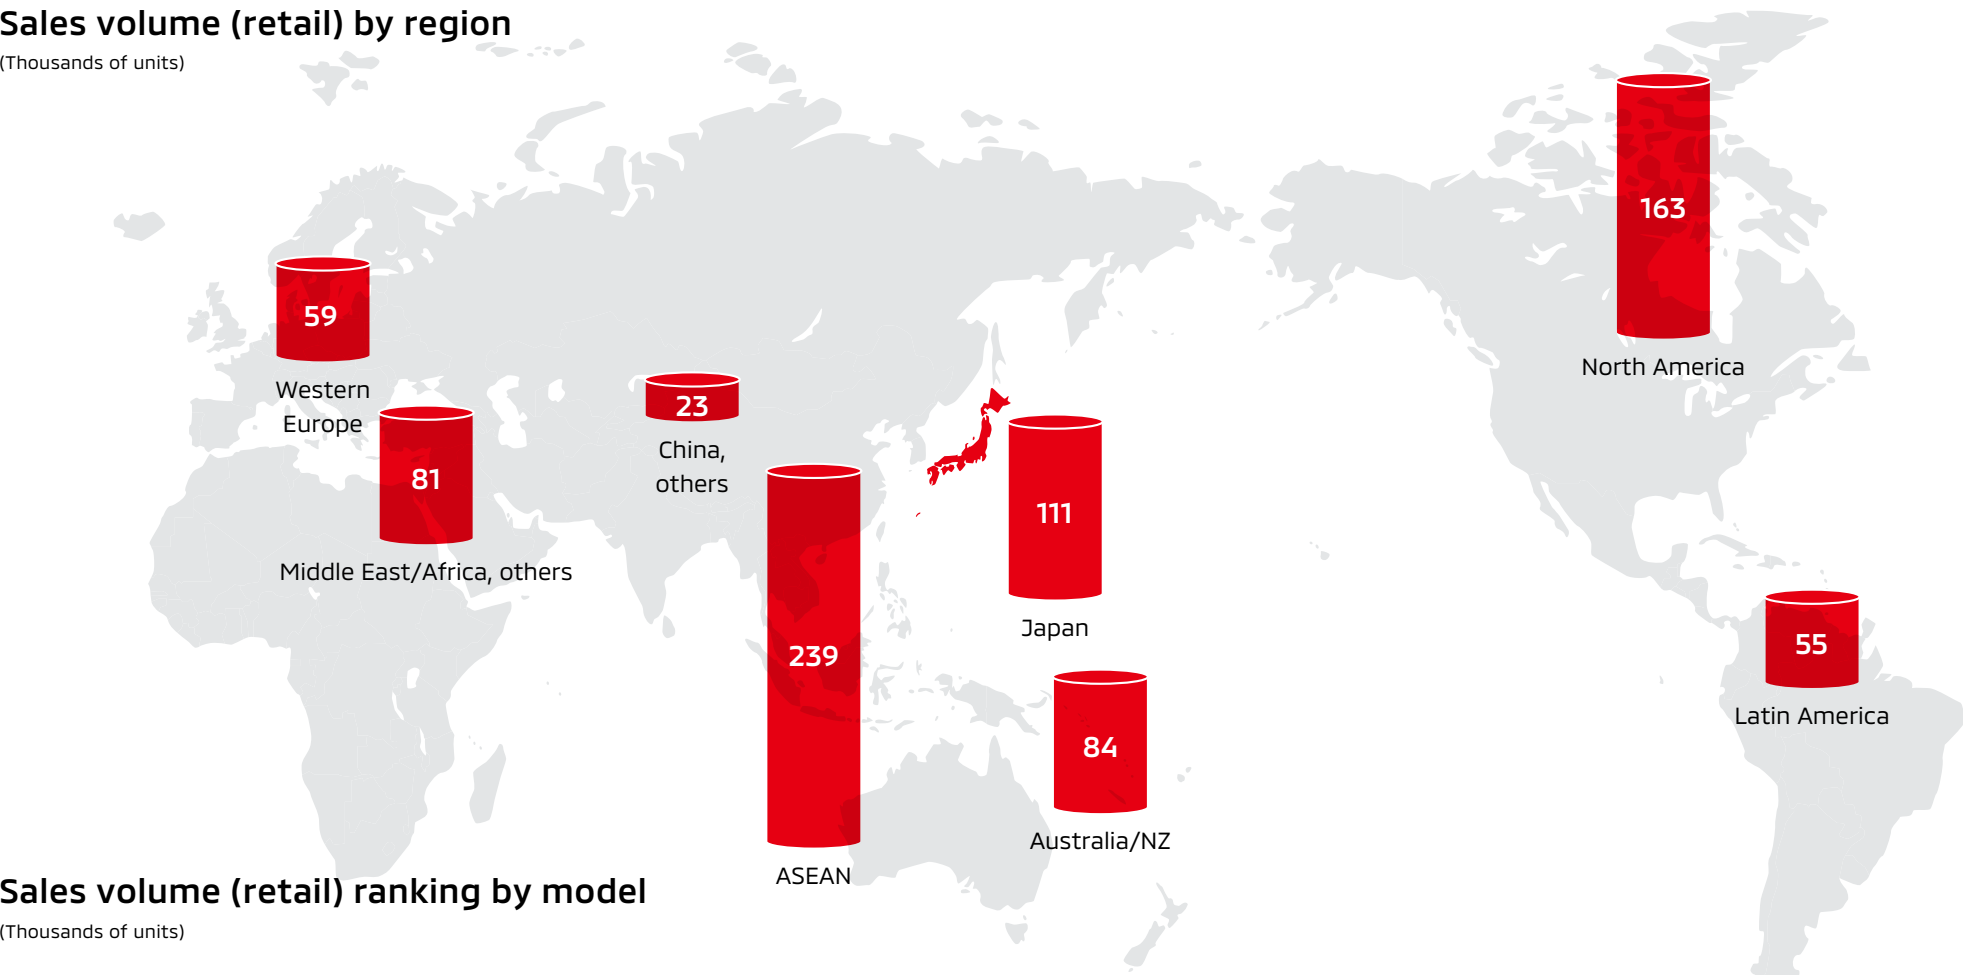 Sales volume (retail) by region
(Thousands of units)
163
North America
59
Western
Europe
23
China,
others
81
Middle East/Africa, others
111
Japan
239
ASEAN
55
Latin America
84
Australia/NZ
Sales volume (retail) ranking by model
(Thousands of units)